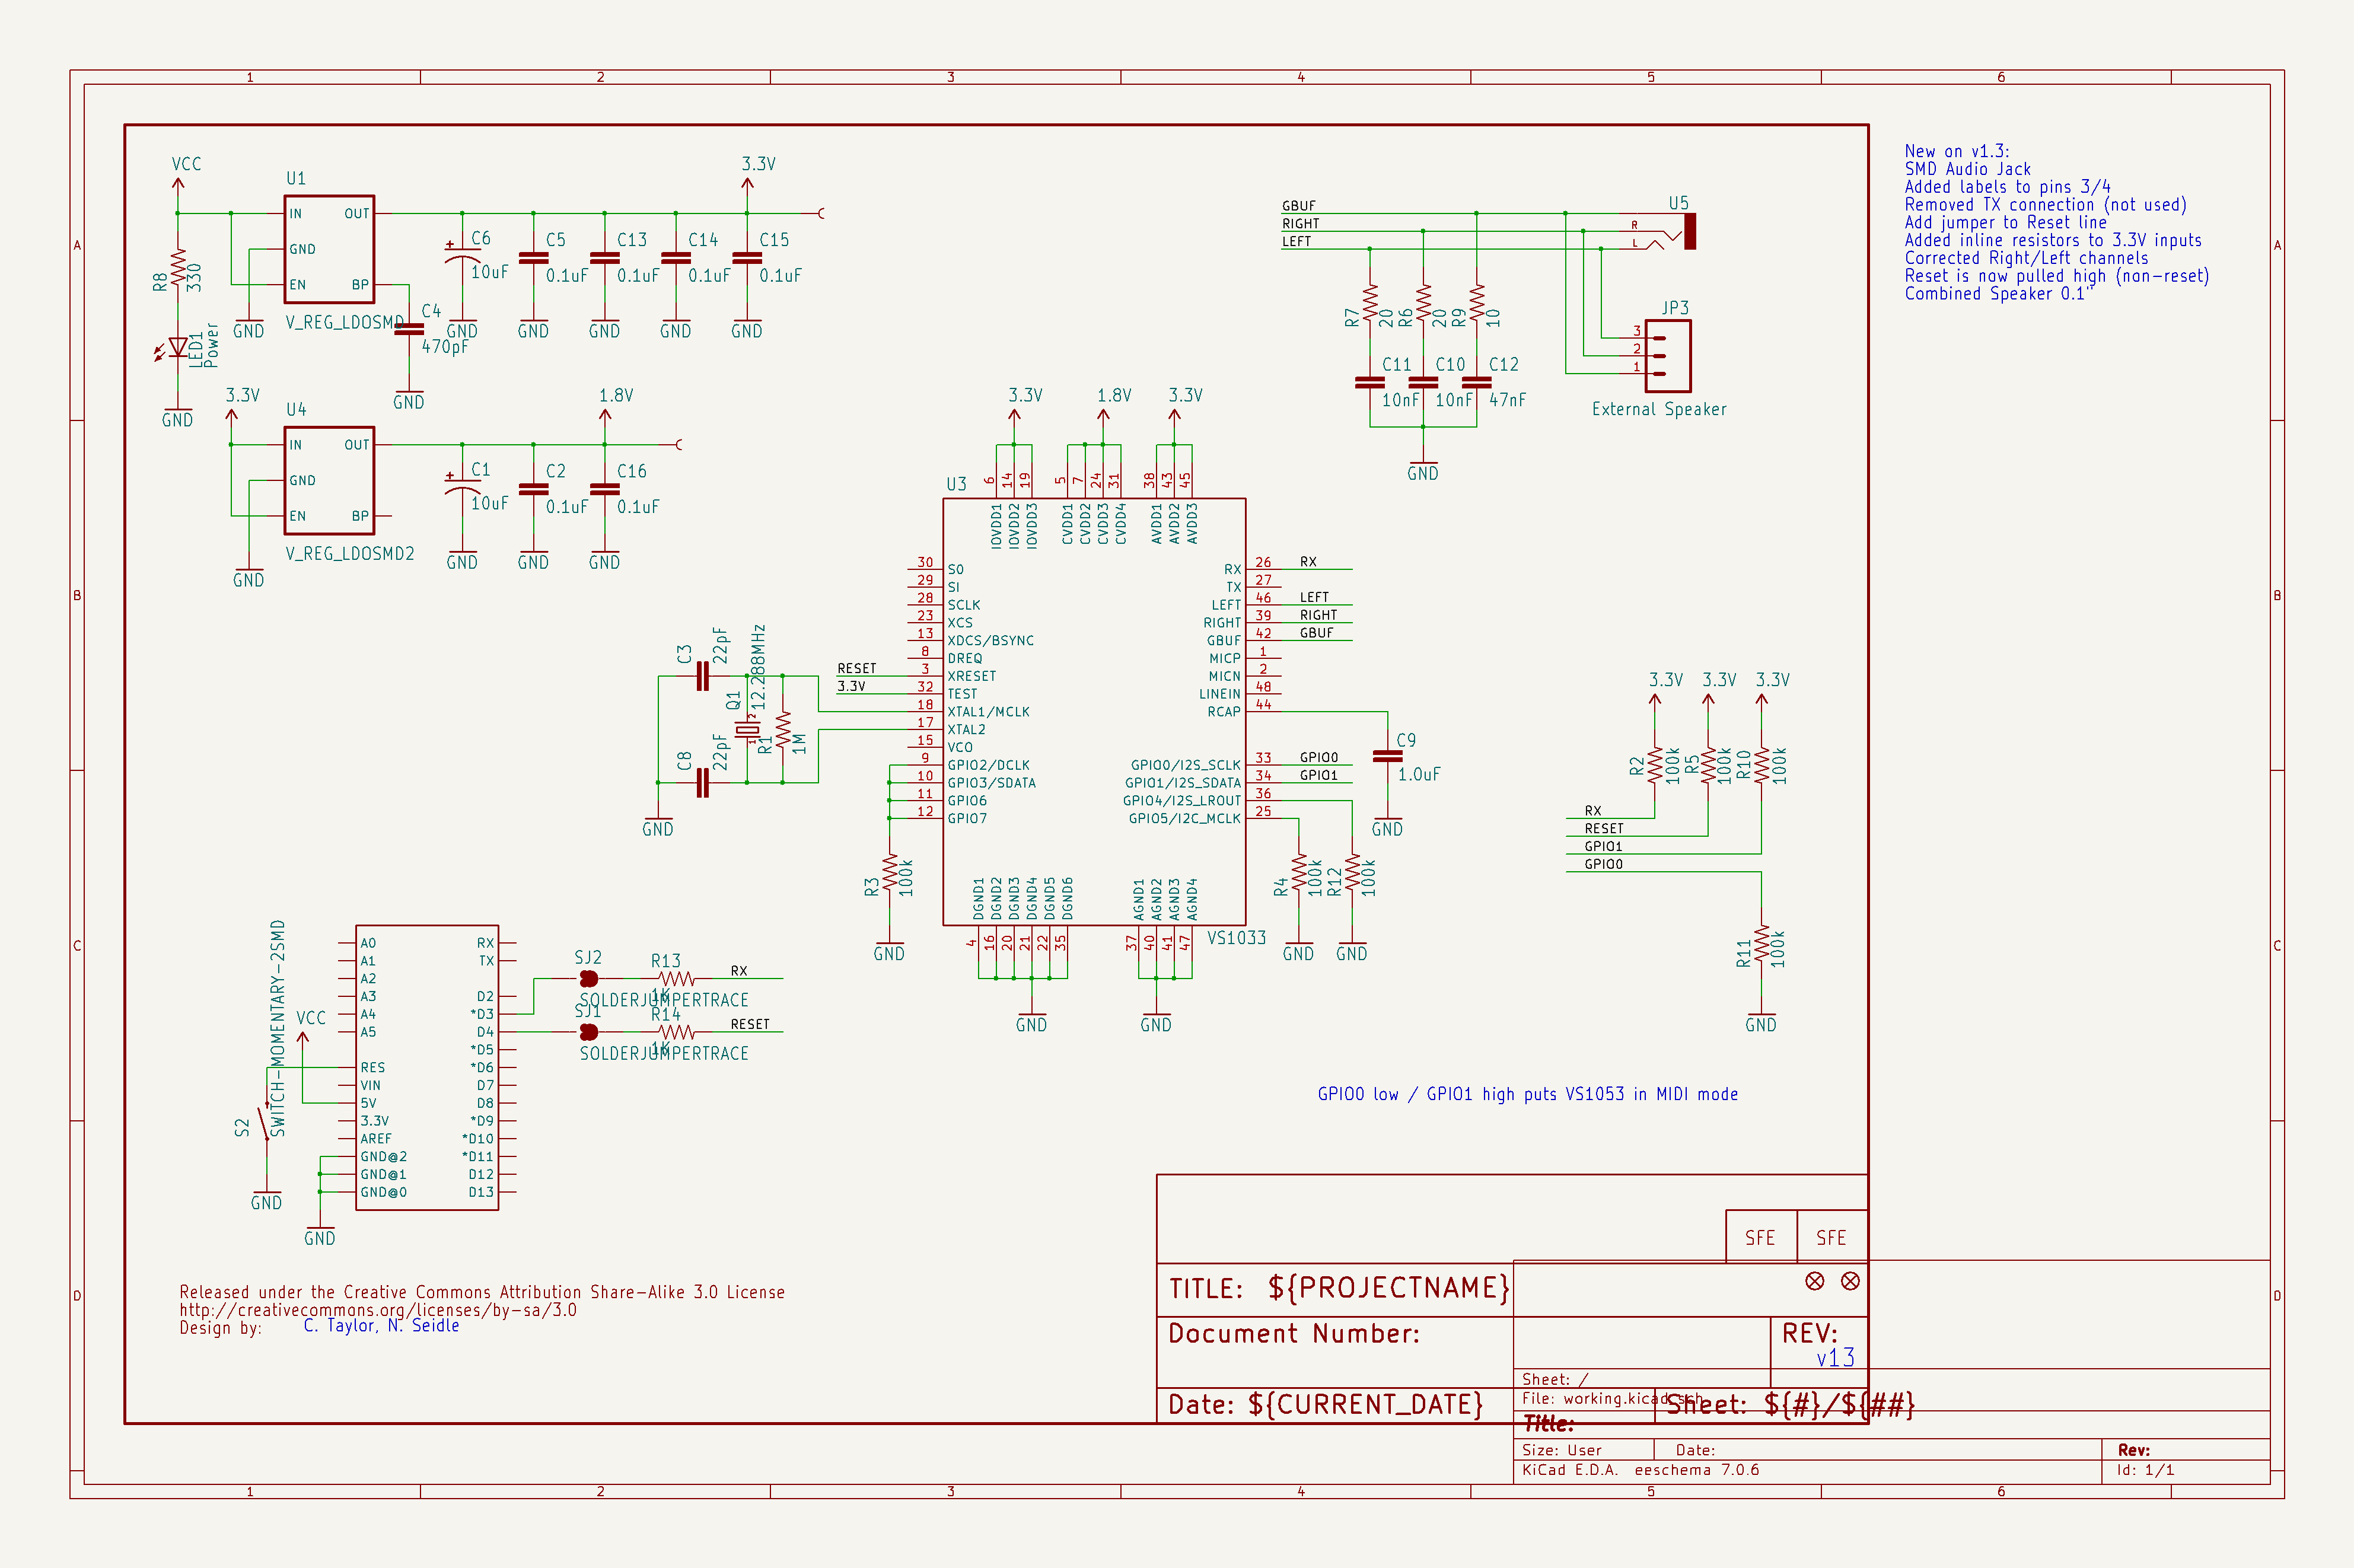 1 2 3 4 5 6
A
B
C
D
VCC
U1
IN
OUT
GND
EN
BP
V_REG_LDOSMD
GND
R8
330
LED1
Power
GND
C4
470pF
GND
3.3V
C6
10uF
GND
C5
0.1uF
GND
C13
0.1uF
GND
C14
0.1uF
GND
C15
0.1uF
GND
3.3V
U4
IN
OUT
GND
EN
BP
V_REG_LDOSMD2
GND
1.8V
C1
10uF
GND
C2
0.1uF
GND
C16
0.1uF
GND
GBUF
RIGHT
LEFT
U5
R
L
R7
20
R6
20
R9
10
C11
10nF
C10
10nF
C12
47nF
GND
JP3
3
2
1
External Speaker
New on v1.3:
SMD Audio Jack
Added labels to pins 3/4
Removed TX connection (not used)
Add jumper to Reset line
Added inline resistors to 3.3V inputs
Corrected Right/Left channels
Reset is now pulled high (non-reset)
Combined Speaker 0.1"
3.3V
1.8V
3.3V
U3
6 14 19 5 7 24 31 38 43 45
IOVDD1 IOVDD2 IOVDD3 CVDD1 CVDD2 CVDD3 CVDD4 AVDD1 AVDD2 AVDD3
30 S0
29 SI
28 SCLK
23 XCS
13 XDCS/BSYNC
8 DREQ
RESET 3 XRESET
3.3V 32 TEST
18 XTAL1/MCLK
17 XTAL2
15 VCO
9 GPIO2/DCLK
10 GPIO3/SDATA
11 GPIO6
12 GPIO7
RX 26 RX
TX 27
LEFT 46 LEFT
RIGHT 39 RIGHT
GBUF 42 GBUF
MICP 1
MICN 2
LINEIN 48
RCAP 44
GPIO0/I2S_SCLK 33 GPIO0
GPIO1/I2S_SDATA 34 GPIO1
GPIO4/I2S_LROUT 36
GPIO5/I2C_MCLK 25
DGND1 DGND2 DGND3 DGND4 DGND5 DGND6 AGND1 AGND2 AGND3 AGND4
4 16 20 21 22 35 37 40 41 47
VS1033
GND
GND
C3
22pF
Q1
12.288MHz
2
1
R1
1M
C8
22pF
GND
R3
100k
GND
C9
1.0uF
GND
R4
100k
GND
R12
100k
GND
3.3V
3.3V
3.3V
R2
100k
R5
100k
R10
100k
RX
RESET
GPIO1
GPIO0
R11
100k
GND
SWITCH-MOMENTARY-2SMD
S2
GND
VCC
A0
A1
A2
A3
A4
A5
RES
VIN
5V
3.3V
AREF
GND@2
GND@1
GND@0
GND
RX
TX
D2
*D3
D4
*D5
*D6
D7
D8
*D9
*D10
*D11
D12
D13
SJ2
SOLDERJUMPERTRACE
R13
1K
RX
SJ1
SOLDERJUMPERTRACE
R14
1K
RESET
GPIO0 low / GPIO1 high puts VS1053 in MIDI mode
Released under the Creative Commons Attribution Share-Alike 3.0 License
http://creativecommons.org/licenses/by-sa/3.0
Design by: C. Taylor, N. Seidle
SFE SFE
TITLE: ${PROJECTNAME}
Document Number:
REV:
v13
Date: ${CURRENT_DATE}
Sheet: ${#}/${##}
Sheet: /
File: working.kicad_sch
Title:
Size: User Date: Rev:
KiCad E.D.A. eeschema 7.0.6 Id: 1/1
A
B
C
D
1 2 3 4 5 6